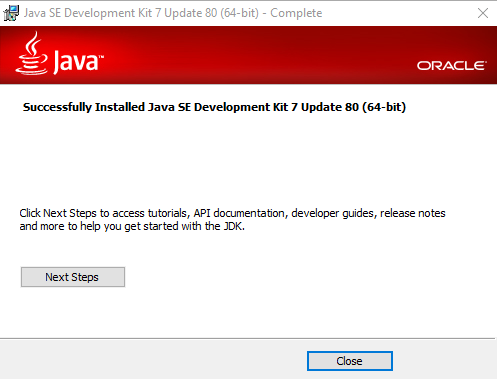 Java SE Development Kit 7 Update 80 (64-bit) - Complete
Java™
ORACLE
Successfully Installed Java SE Development Kit 7 Update 80 (64-bit)
Click Next Steps to access tutorials, API documentation, developer guides, release notes
and more to help you get started with the JDK.
Next Steps
Close